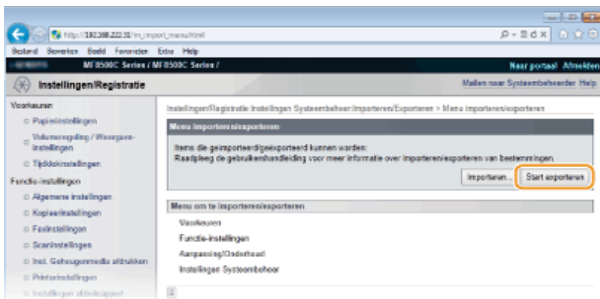 http://192.168.222.51/m_import_menu.html
Bestand Bewerken Beeld Favorieten Extra Help
MF8500C Series / MF8500C Series /
Naar portaal Afmelden
Instellingen/Registratie
Mailen naar Systeembeheerder Help
Voorkeuren
Papierinstellingen
Volumeregeling / Weergave-instellingen
Tijdklokinstellingen
Functie-instellingen
Algemene instellingen
Kopieerinstellingen
Faxinstellingen
Scaninstellingen
Inst. Geheugenmedia afdrukken
Printerinstellingen
Instellingen afdrukrapport
Instellingen/Registratie: Instellingen Systeembeheer:Importeren/Exporteren > Menu importeren/exporteren
Menu importeren/exporteren
Items die geïmporteerd/geëxporteerd kunnen worden:
Raadpleeg de gebruikershandleiding voor meer informatie over importeren/exporteren van bestemmingen.
Importeren... Start exporteren
Menu om te importeren/exporteren
Voorkeuren
Functie-instellingen
Aanpassing/Onderhoud
Instellingen Systeembeheer